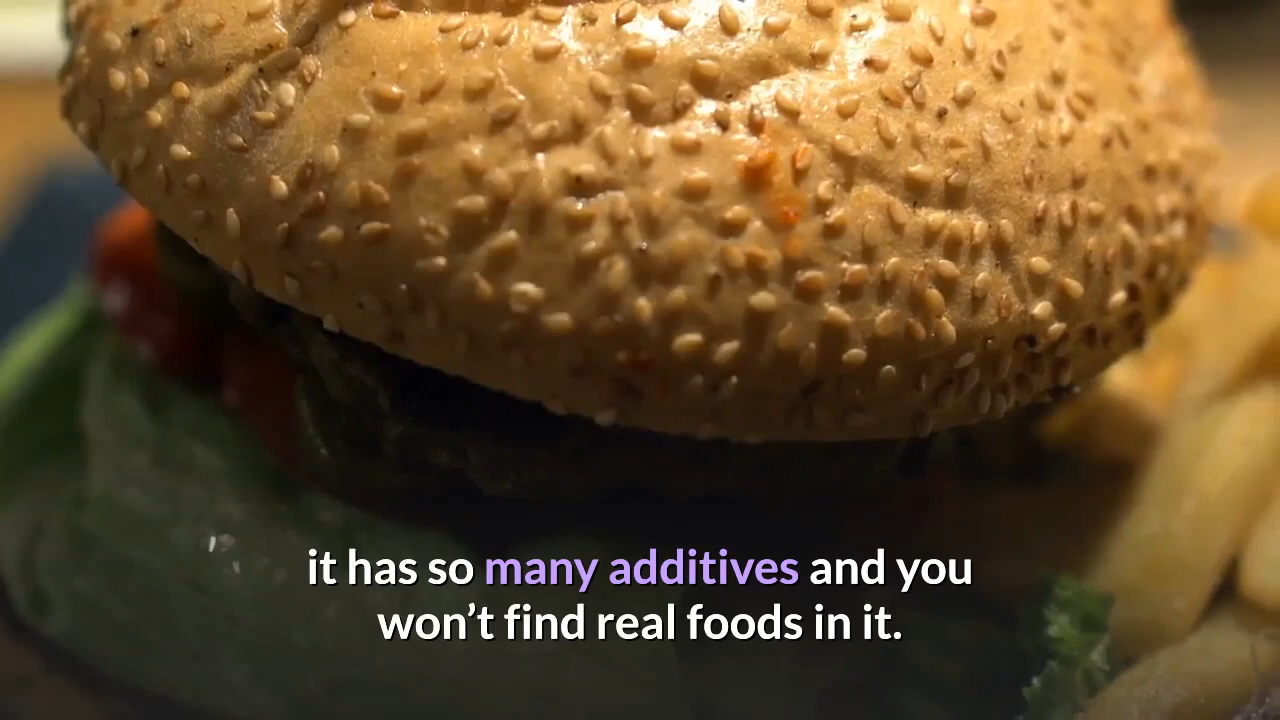 it has so many additives and you
won’t find real foods in it.